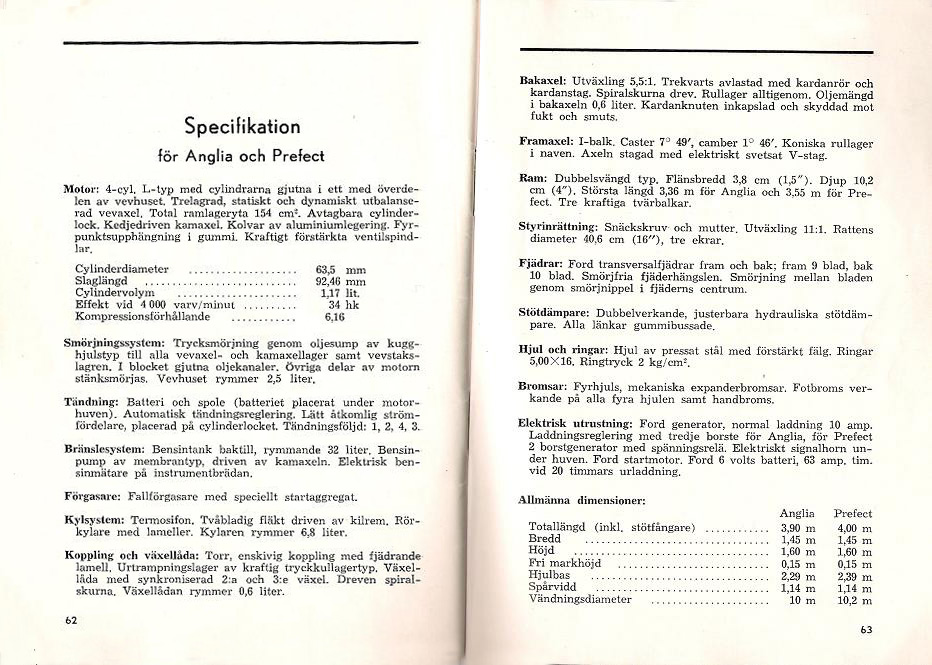 Specifikation
för Anglia och Prefect
Motor: 4-cyl. L-typ med cylindrarna gjutna i ett med överde-
len av vevhuset. Trelagrad, statiskt och dynamiskt utbalanse-
rad vevaxel. Total ramlageryta 154 cm². Avtagbara cylinder-
lock. Kedjedriven kamaxel. Kolvar av aluminiumlegering. Fyr-
punktsupphängning i gummi. Kraftigt förstärkta ventilspind-
lar.
Cylinderdiameter .................... 63,5 mm
Slaglängd ............................ 92,46 mm
Cylindervolym ...................... 1,17 lit.
Effekt vid 4 000 varv/minut .......... 34 hk
Kompressionsförhållande ............ 6,16
Smörjningssystem: Trycksmörjning genom oljesump av kugg-
hjulstyp till alla vevaxel- och kamaxellager samt vevstaks-
lagren. I blocket gjutna oljekanaler. Övriga delar av motorn
stänksmörjas. Vevhuset rymmer 2,5 liter.
Tändning: Batteri och spole (batteriet placerat under motor-
huven). Automatisk tändningsreglering. Lätt åtkomlig ström-
fördelare, placerad på cylinderlocket. Tändningsföljd: 1, 2, 4, 3.
Bränslesystem: Bensintank baktill, rymmande 32 liter. Bensin-
pump av membrantyp, driven av kamaxeln. Elektrisk ben-
sinmätare på instrumentbrädan.
Förgasare: Fallförgasare med speciellt startaggregat.
Kylsystem: Termosifon. Tvåbladig fläkt driven av kilrem. Rör-
kylare med lameller. Kylaren rymmer 6,8 liter.
Koppling och växellåda: Torr, enskivig koppling med fjädrande
lamell. Urtrampningslager av kraftig tryckkullagertyp. Växel-
låda med synkroniserad 2:a och 3:e växel. Dreven spiral-
skurna. Växellådan rymmer 0,6 liter.
62
Bakaxel: Utväxling 5,5:1. Trekvarts avlastad med kardanrör och
kardanstag. Spiralskurna drev. Rullager alltigenom. Oljemängd
i bakaxeln 0,6 liter. Kardanknuten inkapslad och skyddad mot
fukt och smuts.
Framaxel: I-balk. Caster 7° 49′, camber 1° 46′. Koniska rullager
i naven. Axeln stagad med elektriskt svetsat V-stag.
Ram: Dubbelsvängd typ. Flänsbredd 3,8 cm (1,5″). Djup 10,2
cm (4″). Största längd 3,36 m för Anglia och 3,55 m för Pre-
fect. Tre kraftiga tvärbalkar.
Styrinrättning: Snäckskruv och mutter. Utväxling 11:1. Rattens
diameter 40,6 cm (16″), tre ekrar.
Fjädrar: Ford transversalfjädrar fram och bak; fram 9 blad, bak
10 blad. Smörjfria fjäderhängslen. Smörjning mellan bladen
genom smörjnippel i fjäderns centrum.
Stötdämpare: Dubbelverkande, justerbara hydrauliska stötdäm-
pare. Alla länkar gummibussade.
Hjul och ringar: Hjul av pressat stål med förstärkt fälg. Ringar
5,00×16. Ringtryck 2 kg/cm².
Bromsar: Fyrhjuls, mekaniska expanderbromsar. Fotbroms ver-
kande på alla fyra hjulen samt handbroms.
Elektrisk utrustning: Ford generator, normal laddning 10 amp.
Laddningsreglering med tredje borste för Anglia, för Prefect
2 borstgenerator med spänningsrelä. Elektriskt signalhorn un-
der huven. Ford startmotor. Ford 6 volts batteri, 63 amp. tim.
vid 20 timmars urladdning.
Allmänna dimensioner:
Anglia Prefect
Totallängd (inkl. stötfångare) ............ 3,90 m 4,00 m
Bredd .................................. 1,45 m 1,45 m
Höjd .................................... 1,60 m 1,60 m
Fri markhöjd ............................ 0,15 m 0,15 m
Hjulbas ................................. 2,29 m 2,39 m
Spårvidd ................................ 1,14 m 1,14 m
Vändningsdiameter ...................... 10 m 10,2 m
63